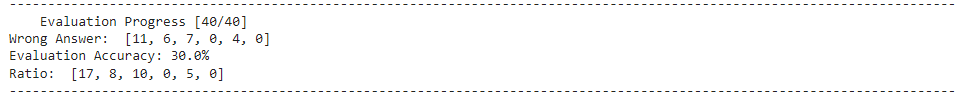 Evaluation Progress [40/40]
Wrong Answer:  [11, 6, 7, 0, 4, 0]
Evaluation Accuracy: 30.0%
Ratio:  [17, 8, 10, 0, 5, 0]